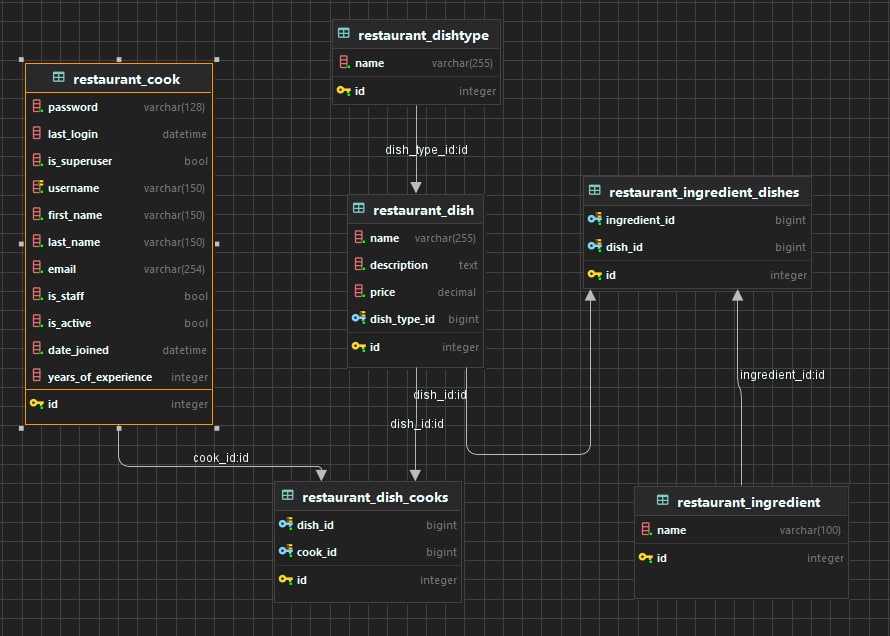 restaurant_dishtype
name varchar(255)
id integer
restaurant_cook
password varchar(128)
last_login datetime
is_superuser bool
username varchar(150)
first_name varchar(150)
last_name varchar(150)
email varchar(254)
is_staff bool
is_active bool
date_joined datetime
years_of_experience integer
id integer
dish_type_id:id
restaurant_dish
name varchar(255)
description text
price decimal
dish_type_id bigint
id integer
restaurant_ingredient_dishes
ingredient_id bigint
dish_id bigint
id integer
dish_id:id
dish_id:id
ingredient_id:id
cook_id:id
restaurant_dish_cooks
dish_id bigint
cook_id bigint
id integer
restaurant_ingredient
name varchar(100)
id integer